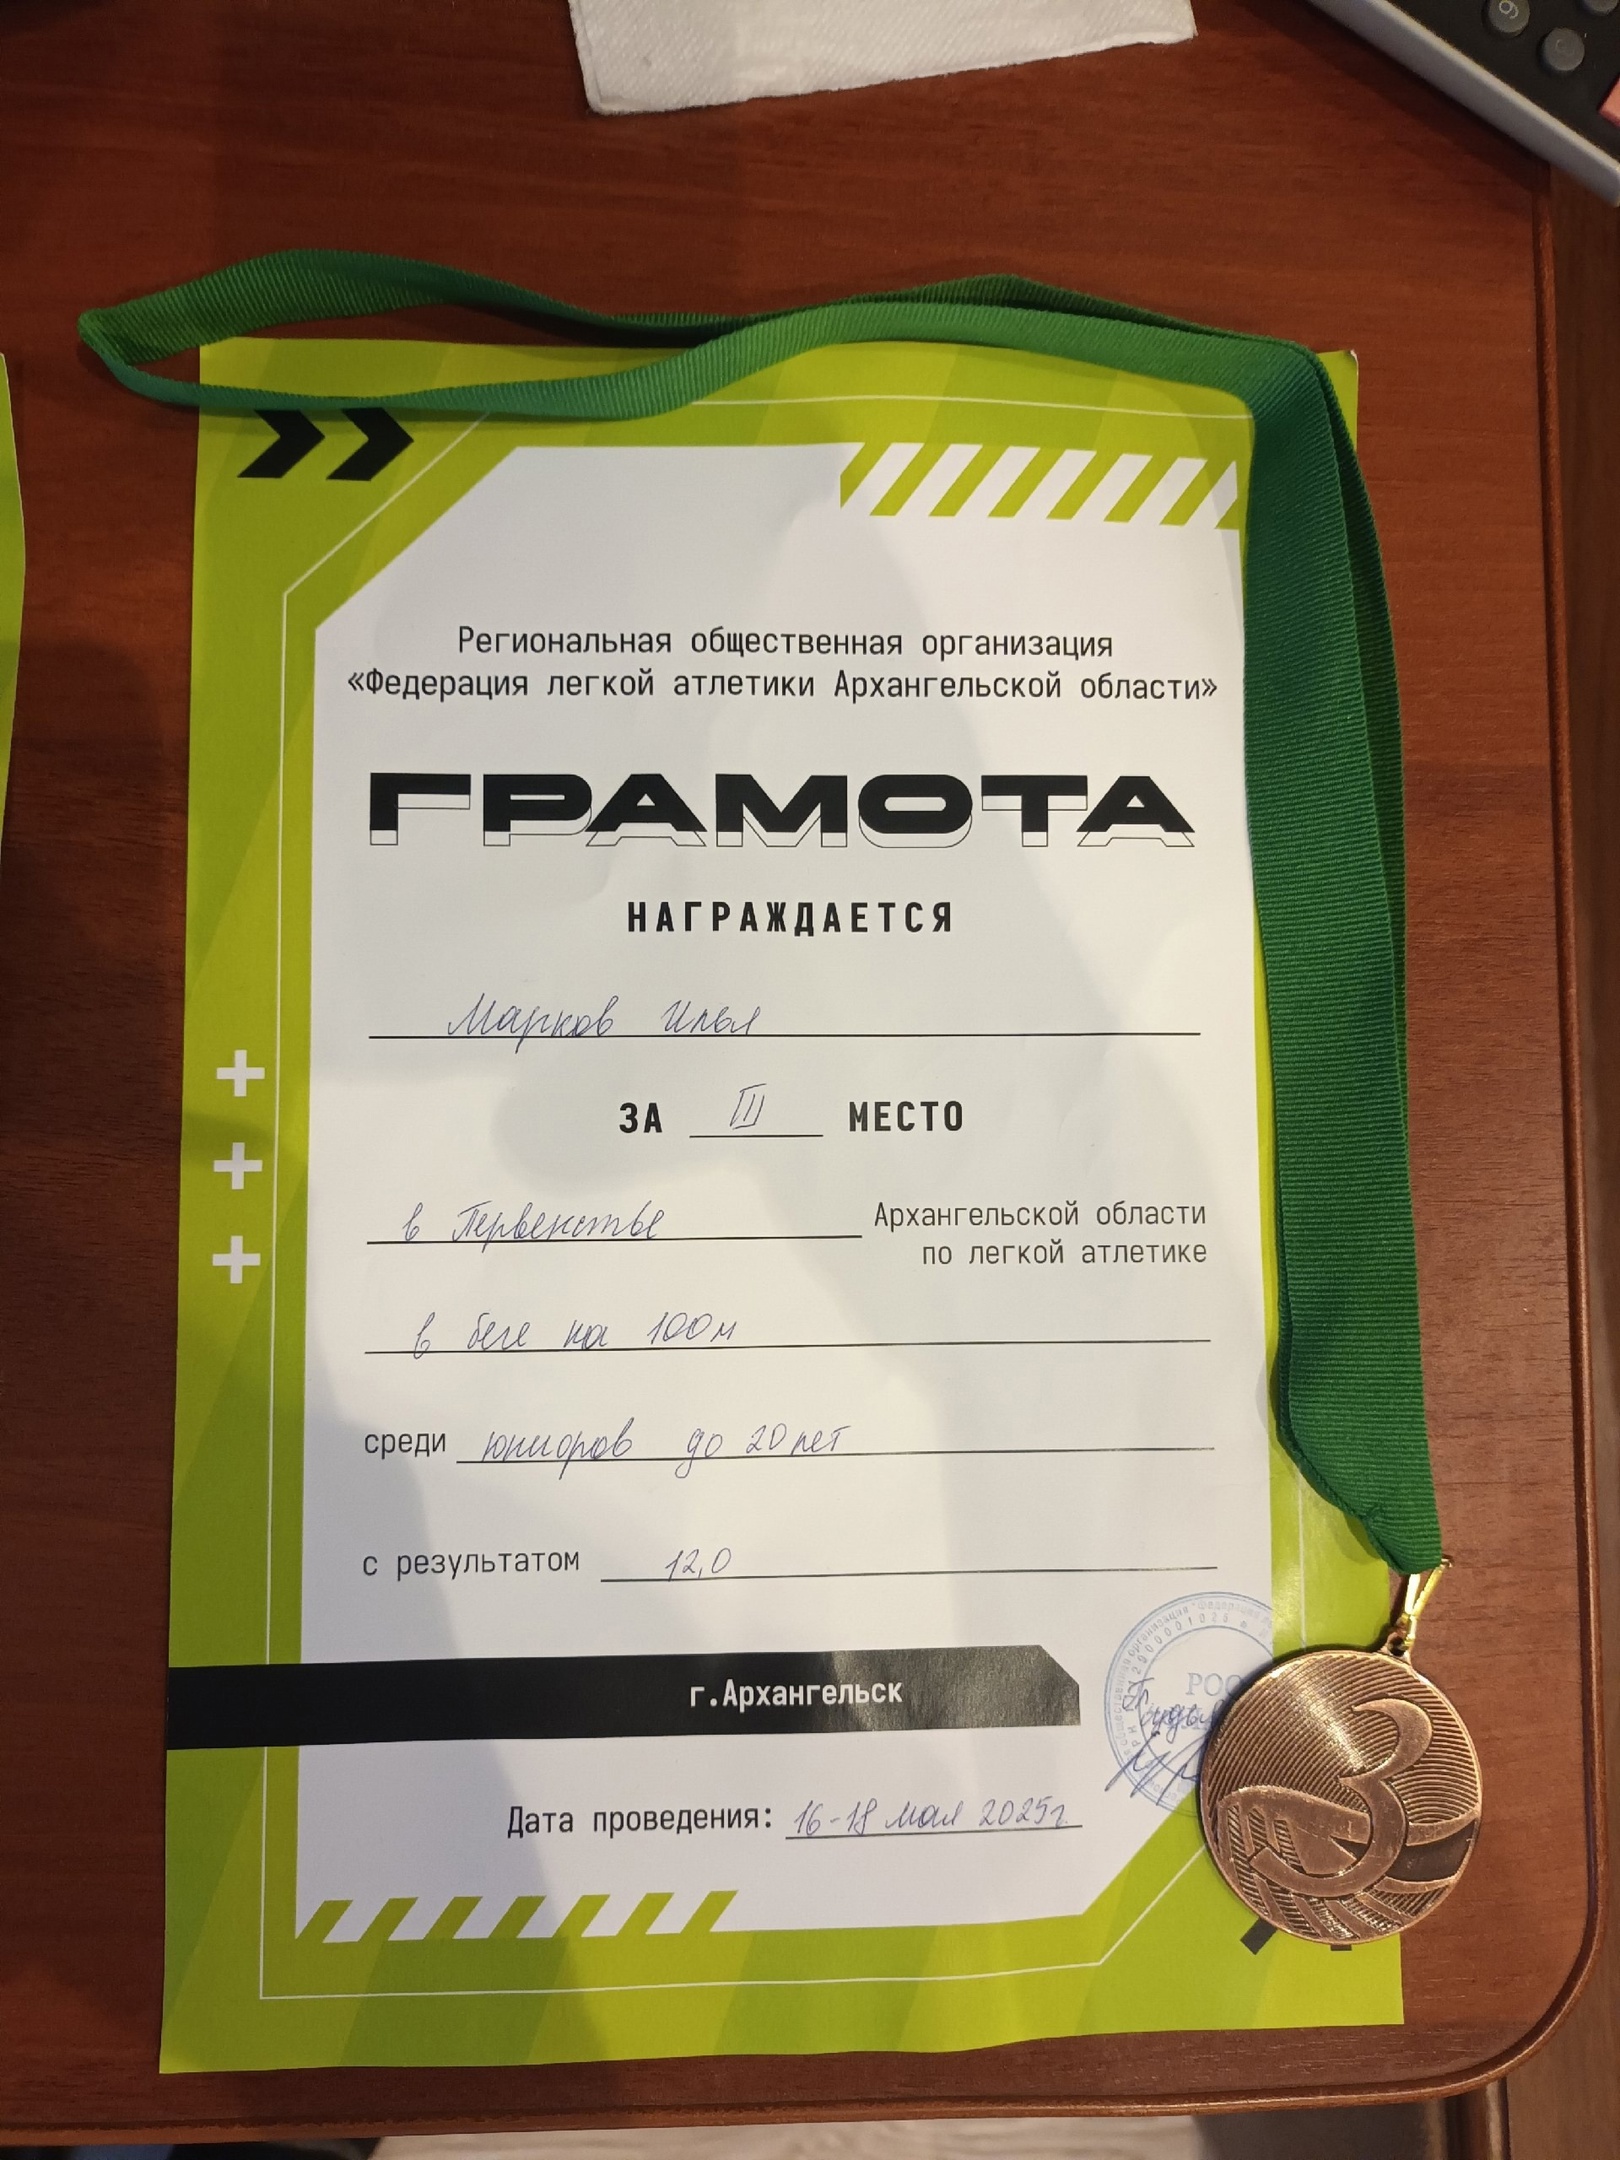 Региональная общественная организация
«Федерация легкой атлетики Архангельской области»
ГРАМОТА
НАГРАЖДАЕТСЯ
Марков Илья
ЗА III МЕСТО
в Первенстве Архангельской области
по легкой атлетике
в беге на 100м
среди юниоров до 20 лет
с результатом 12,0
г.Архангельск
Дата проведения: 16-18 мая 2025г.
3